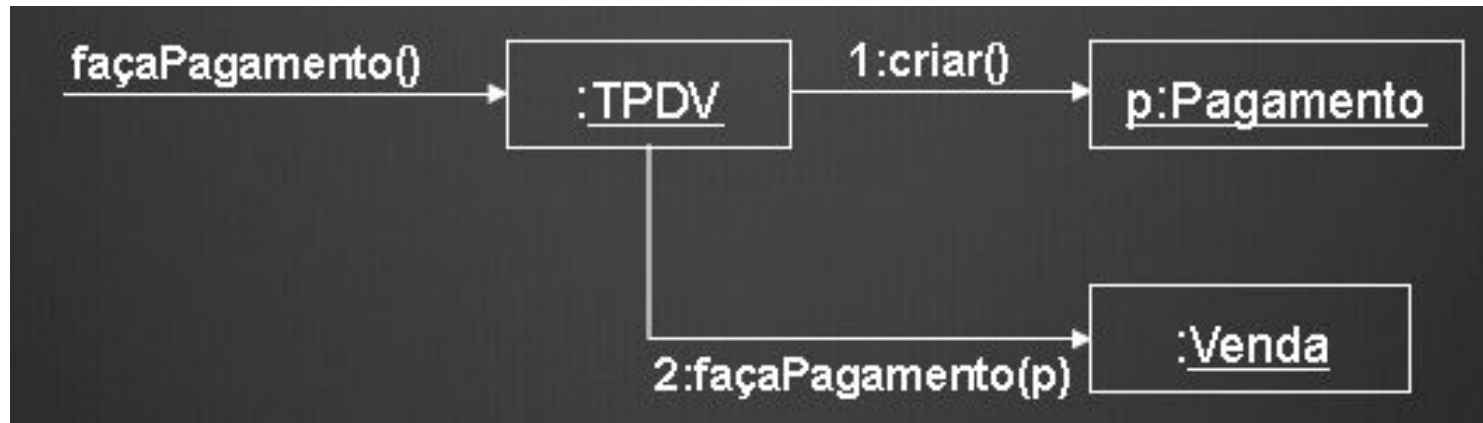 façaPagamento()
:TPDV
1:criar()
p:Pagamento
2:façaPagamento(p)
:Venda